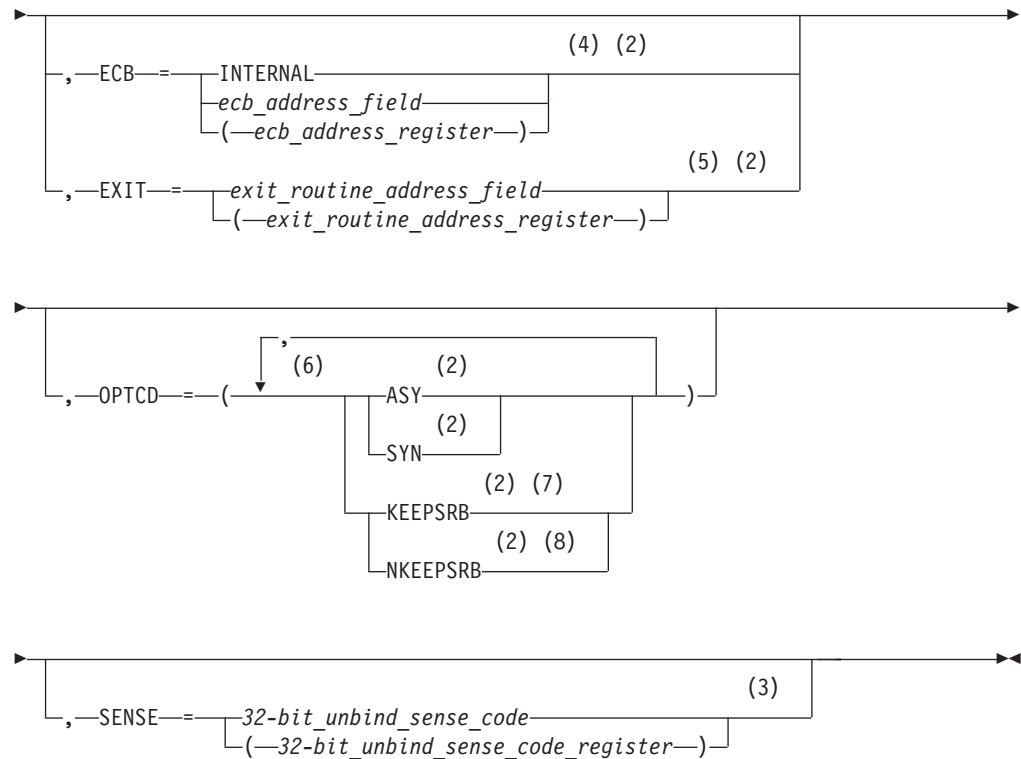 (4) (2)
, ECB = INTERNAL
ecb_address_field
( ecb_address_register )
(5) (2)
, EXIT = exit_routine_address_field
( exit_routine_address_register )
,
(6) (2)
, OPTCD = ( ASY )
(2)
SYN
(2) (7)
KEEPSRB
(2) (8)
NKEEPSRB
(3)
, SENSE = 32-bit_unbind_sense_code
( 32-bit_unbind_sense_code_register )